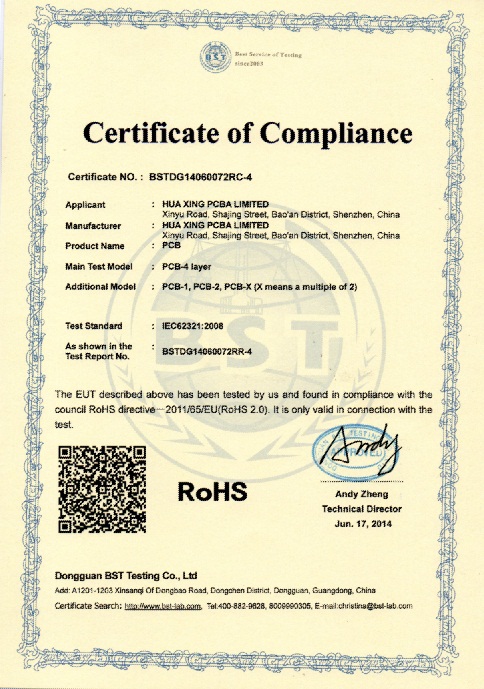 BST
Best Service of Testing
since2003
Certificate of Compliance
Certificate NO. : BSTDG14060072RC-4
Applicant : HUA XING PCBA LIMITED
Xinyu Road, Shajing Street, Bao'an District, Shenzhen, China
Manufacturer : HUA XING PCBA LIMITED
Xinyu Road, Shajing Street, Bao'an District, Shenzhen, China
Product Name : PCB
Main Test Model : PCB-4 layer
Additional Model : PCB-1, PCB-2, PCB-X (X means a multiple of 2)
BST
Test Standard : IEC62321:2008
As shown in the
Test Report No. : BSTDG14060072RR-4
The EUT described above has been tested by us and found in compliance with the
council RoHS directive—2011/65/EU(RoHS 2.0). It is only valid in connection with the
test.
TESTING
APPROVED
Andy
RoHS
Andy Zheng
Technical Director
Jun. 17, 2014
Dongguan BST Testing Co., Ltd
Add: A1201-1203 Xinsanqi Of Dongbao Road, Dongchen District, Dongguan, Guangdong, China
Certificate Search: http://www.bst-lab.com, Tel:400-882-9628, 8009990305, E-mail:christina@bst-lab.com